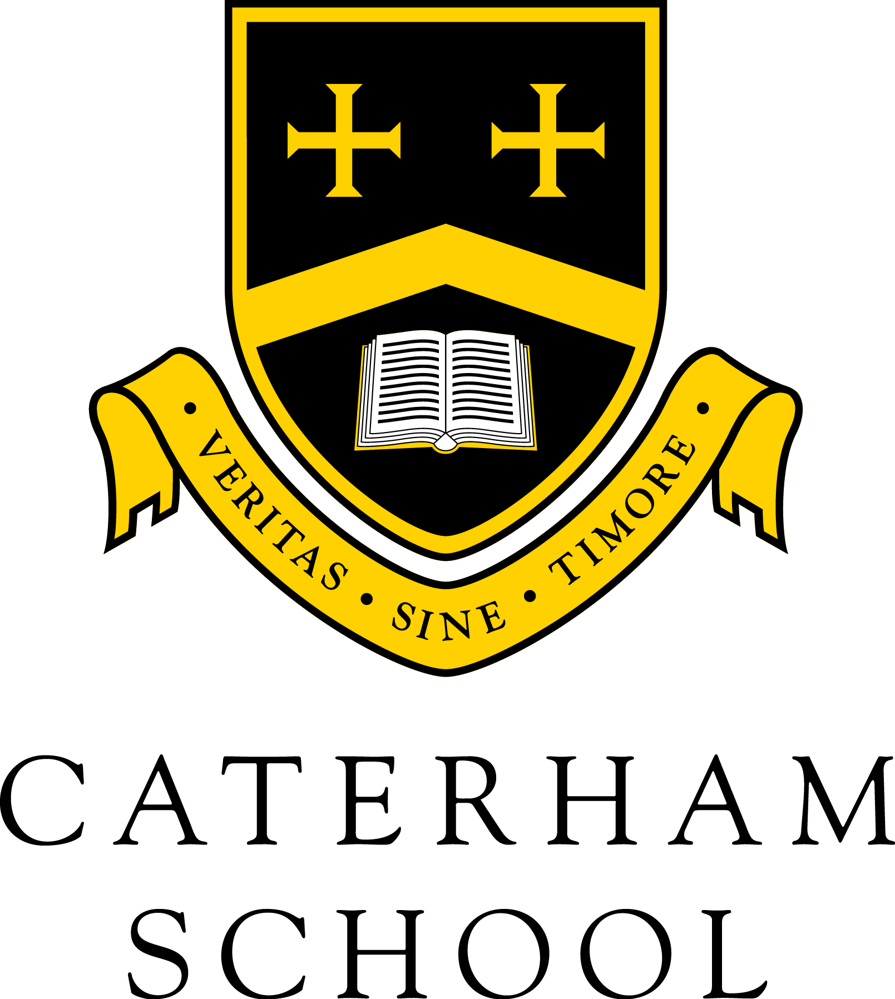 • VERITAS • SINE • TIMORE •
CATERHAM
SCHOOL